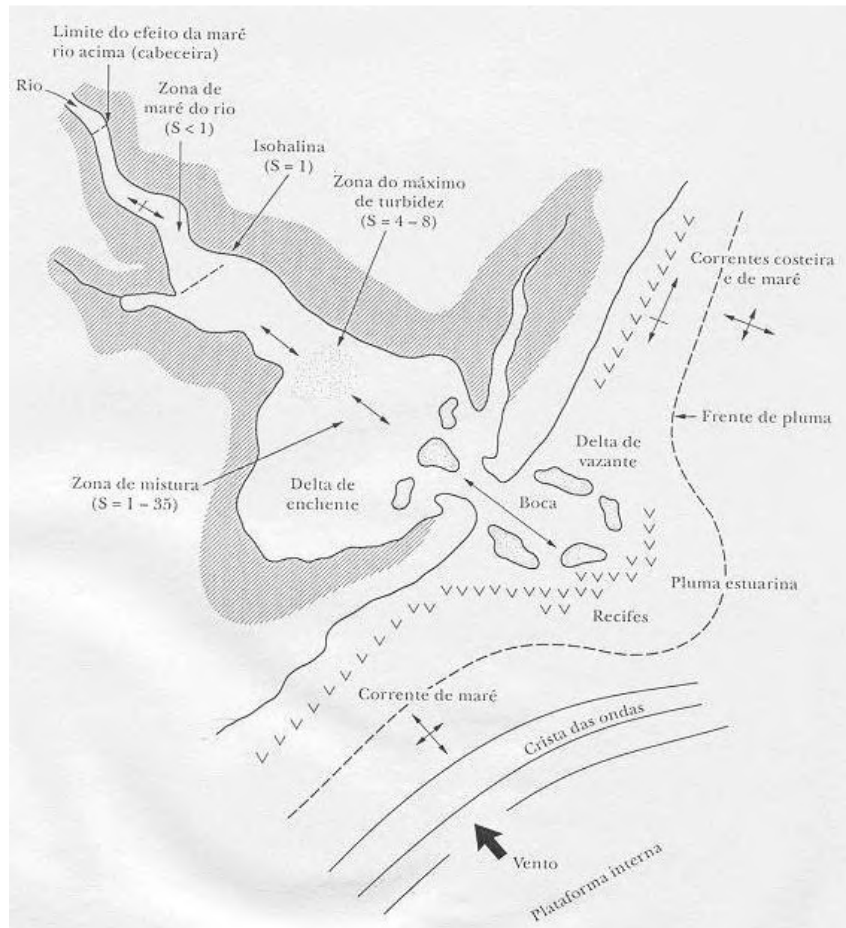 Limite do efeito da maré
rio acima (cabeceira)
Rio
Zona de
maré do rio
(S < 1)
Isohalina
(S = 1)
Zona do máximo
de turbidez
(S = 4 – 8)
Correntes costeira
e de maré
Frente de pluma
Delta de
vazante
Zona de mistura
(S = 1 – 35)
Delta de
enchente
Boca
Pluma estuarina
Recifes
Corrente de maré
Crista das ondas
Vento
Plataforma interna